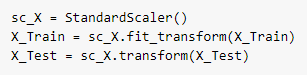 sc_X = StandardScaler()
X_Train = sc_X.fit_transform(X_Train)
X_Test = sc_X.transform(X_Test)